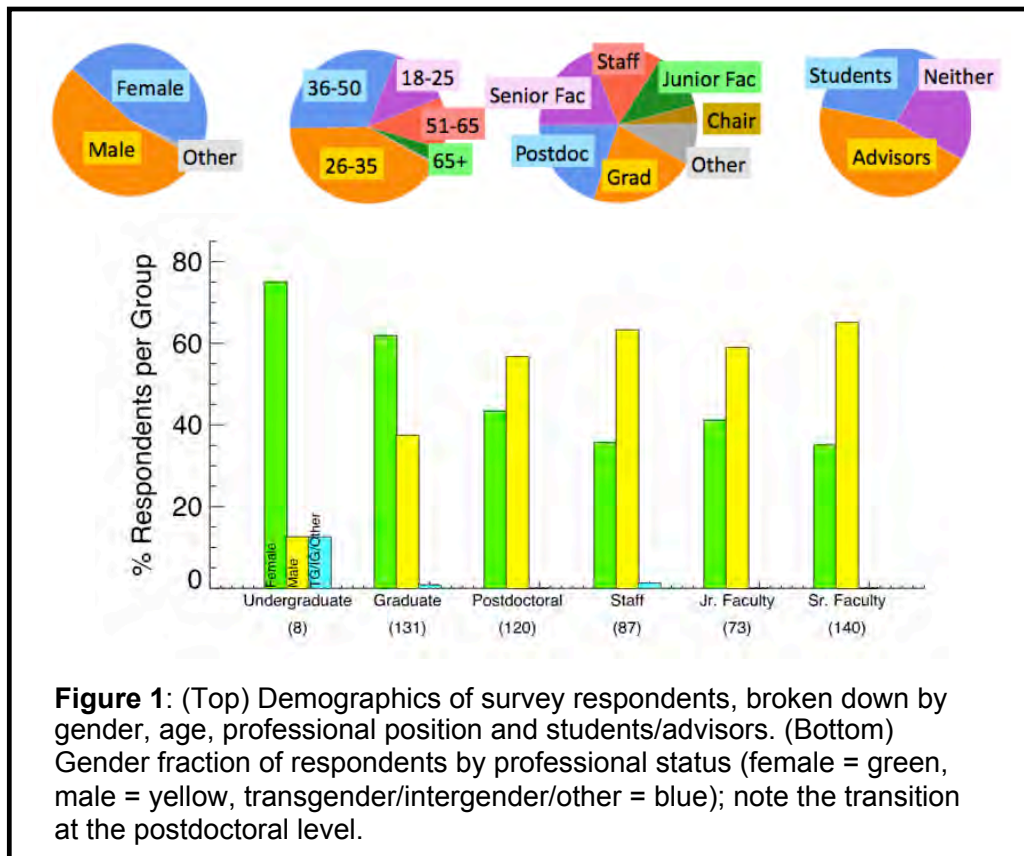 Female
Male
Other
36-50
18-25
51-65
65+
26-35
Staff
Junior Fac
Senior Fac
Chair
Postdoc
Other
Grad
Students
Neither
Advisors
% Respondents per Group
80
60
40
20
0
Female
Male
TG/IG/Other
Undergraduate Graduate Postdoctoral Staff Jr. Faculty Sr. Faculty
(8) (131) (120) (87) (73) (140)
Figure 1: (Top) Demographics of survey respondents, broken down by
gender, age, professional position and students/advisors. (Bottom)
Gender fraction of respondents by professional status (female = green,
male = yellow, transgender/intergender/other = blue); note the transition
at the postdoctoral level.